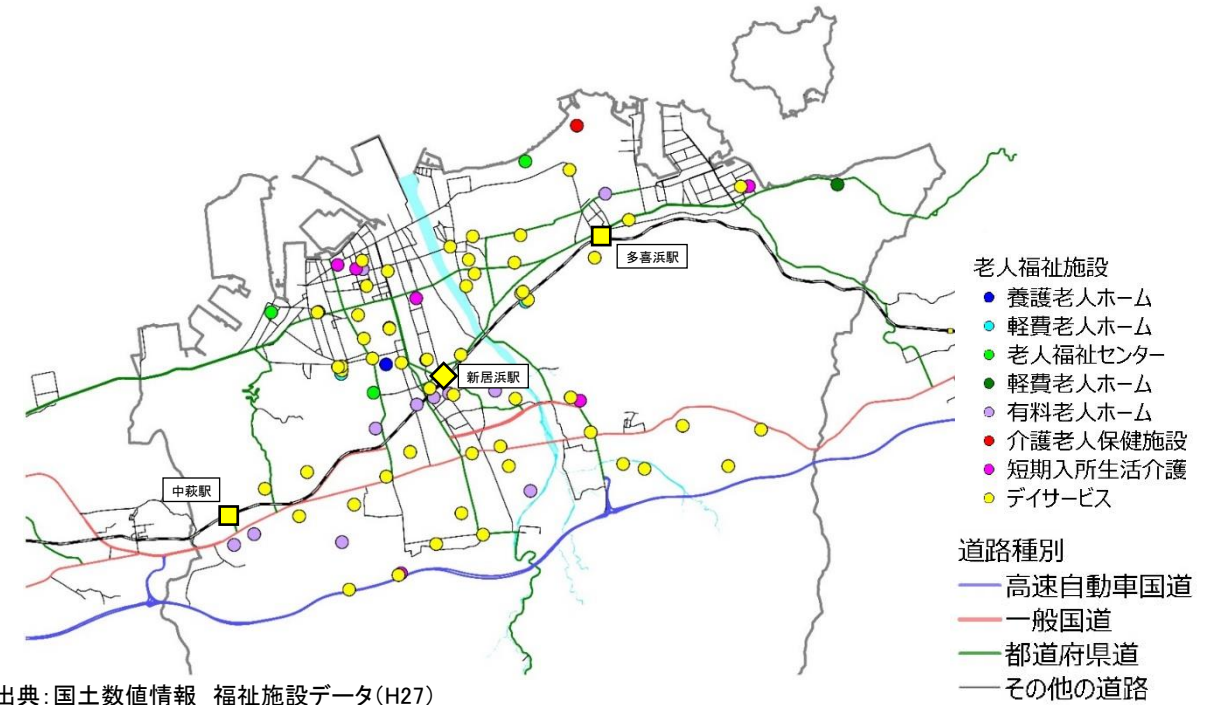 多喜浜駅
新居浜駅
中萩駅
老人福祉施設
養護老人ホーム
軽費老人ホーム
老人福祉センター
軽費老人ホーム
有料老人ホーム
介護老人保健施設
短期入所生活介護
デイサービス
道路種別
高速自動車国道
一般国道
都道府県道
その他の道路
出典：国土数値情報　福祉施設データ(H27)